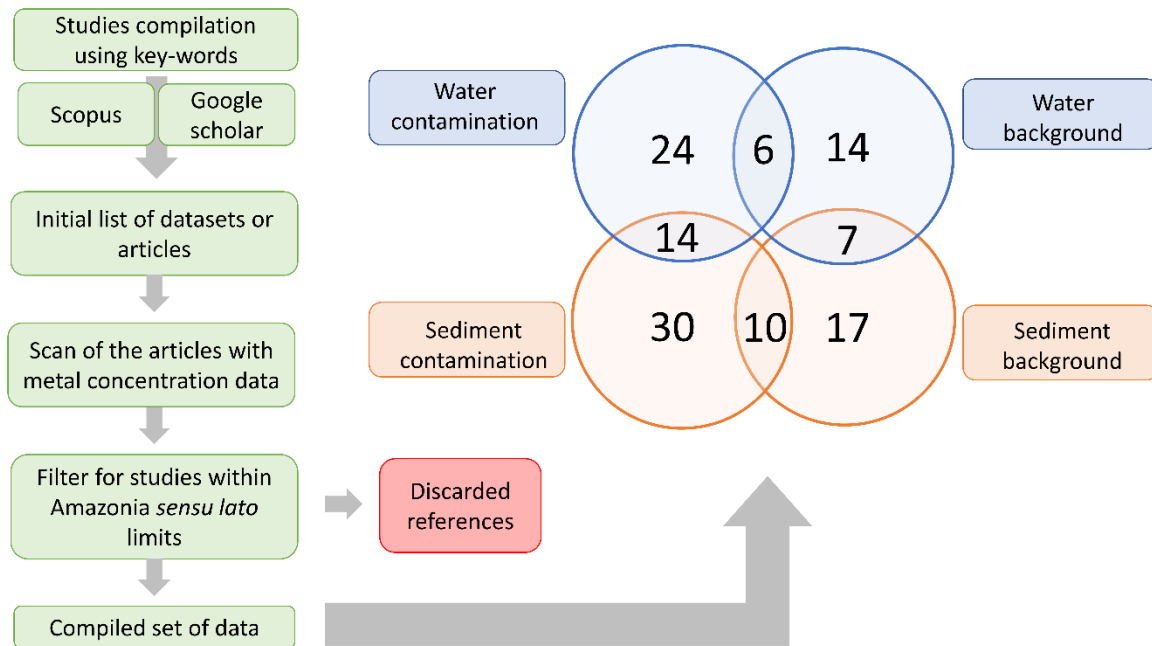 Studies compilation
using key-words
Scopus
Google
scholar
Initial list of datasets or
articles
Scan of the articles with
metal concentration data
Filter for studies within
Amazonia sensu lato
limits
Discarded
references
Compiled set of data
Water
contamination
24
6
14
Water
background
14
7
Sediment
contamination
30
10
17
Sediment
background